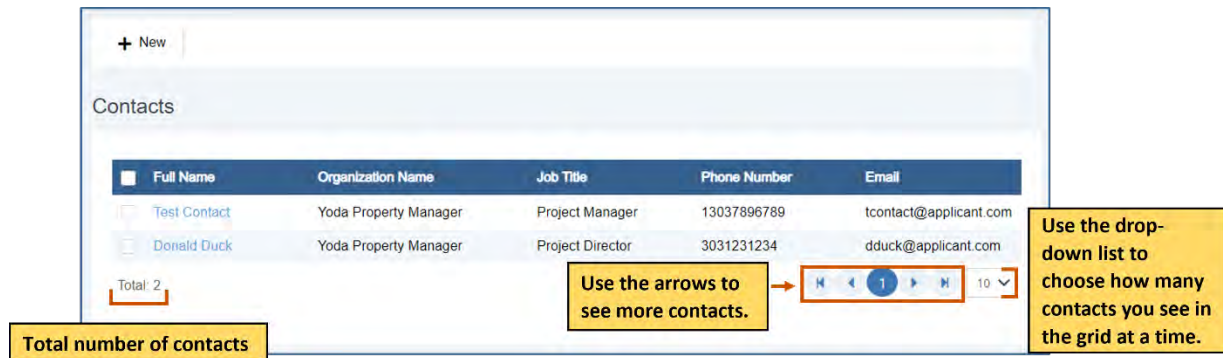 + New
Contacts
Full Name Organization Name Job Title Phone Number Email
Test Contact Yoda Property Manager Project Manager 13037896789 tcontact@applicant.com
Donald Duck Yoda Property Manager Project Director 3031231234 dduck@applicant.com
Total: 2
1
10
Use the arrows to
see more contacts.
Use the drop-
down list to
choose how many
contacts you see in
the grid at a time.
Total number of contacts